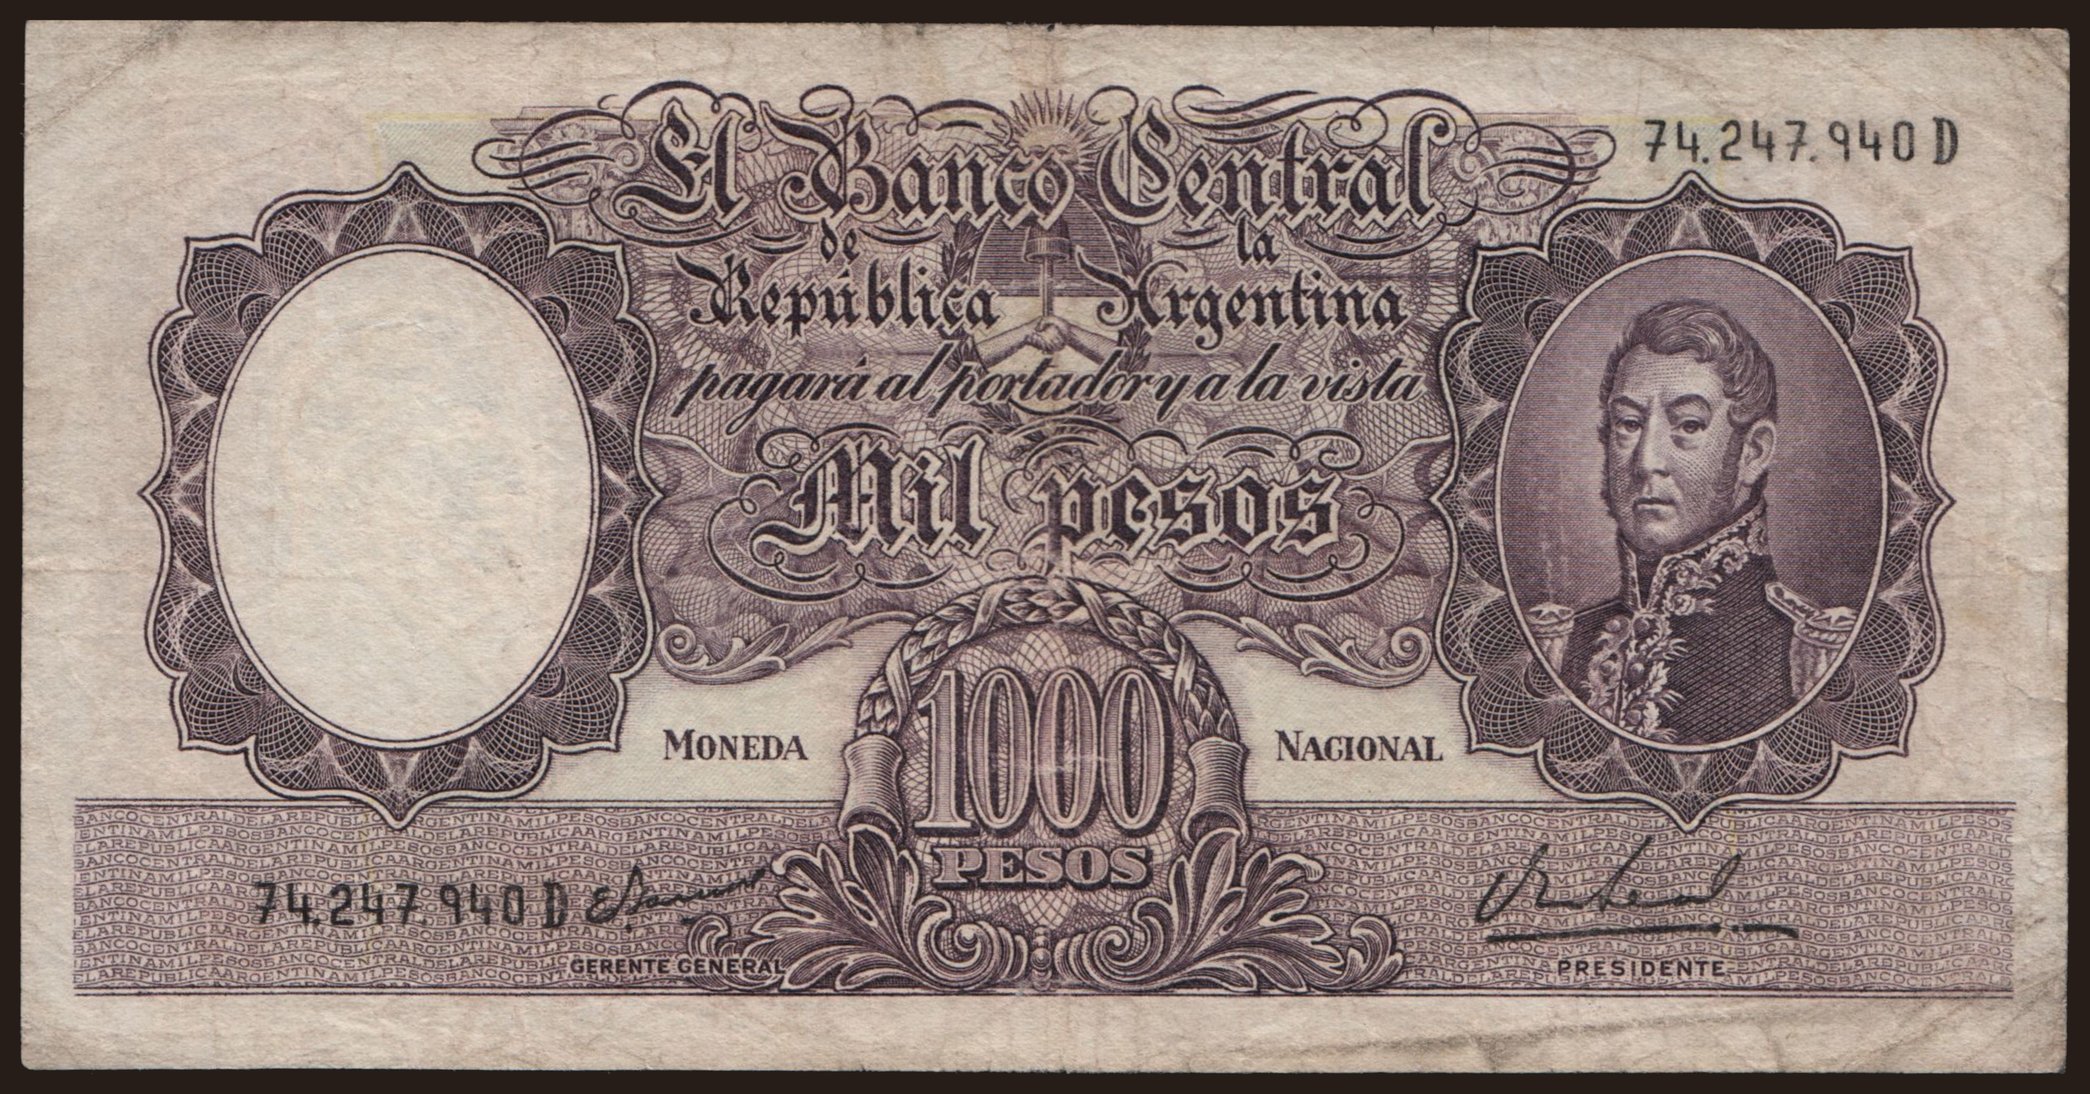 74.247.940 D
El Banco Central
de la
República Argentina
pagará al portador y a la vista
Mil pesos
MONEDA NACIONAL
1000
PESOS
74.247.940 D
GERENTE GENERAL
PRESIDENTE